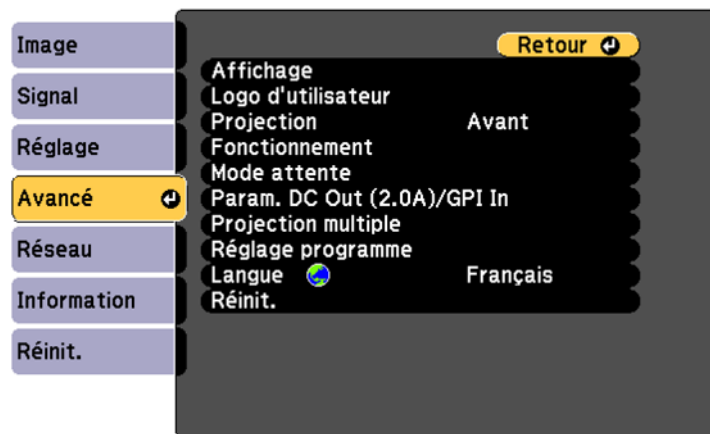 Image
Signal
Réglage
Avancé
Réseau
Information
Réinit.
Retour
Affichage
Logo d'utilisateur
Projection Avant
Fonctionnement
Mode attente
Param. DC Out (2.0A)/GPI In
Projection multiple
Réglage programme
Langue Français
Réinit.